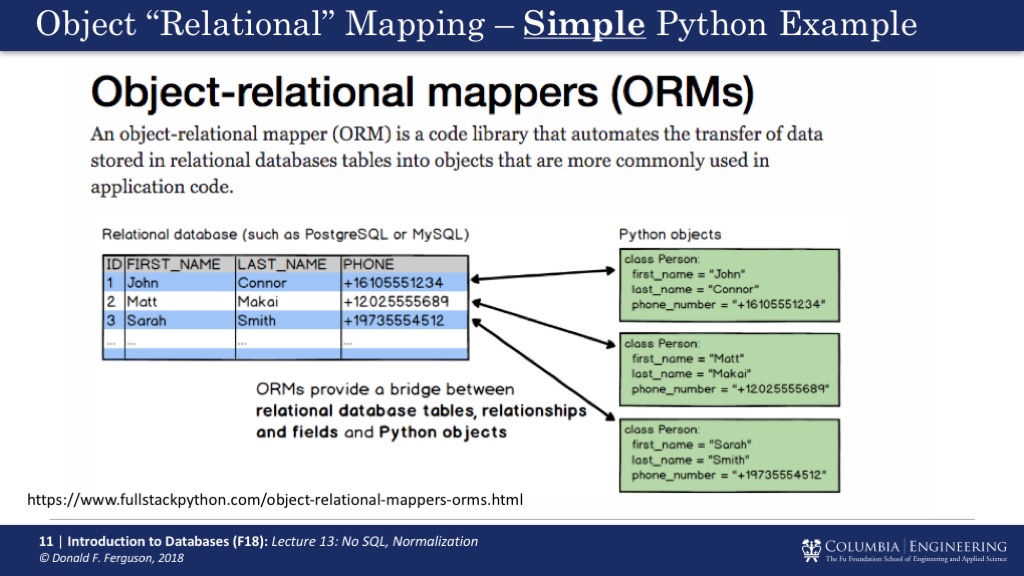 Object “Relational” Mapping – Simple Python Example
Object-relational mappers (ORMs)
An object-relational mapper (ORM) is a code library that automates the transfer of data
stored in relational databases tables into objects that are more commonly used in
application code.
Relational database (such as PostgreSQL or MySQL)
ID FIRST_NAME LAST_NAME PHONE
1 John Connor +16105551234
2 Matt Makai +12025555689
3 Sarah Smith +19735554512
... ... ... ...
ORMs provide a bridge between
relational database tables, relationships
and fields and Python objects
Python objects
class Person:
first_name = "John"
last_name = "Connor"
phone_number = "+16105551234"
class Person:
first_name = "Matt"
last_name = "Makai"
phone_number = "+12025555689"
class Person:
first_name = "Sarah"
last_name = "Smith"
phone_number = "+19735554512"
https://www.fullstackpython.com/object-relational-mappers-orms.html
11 | Introduction to Databases (F18): Lecture 13: No SQL, Normalization
© Donald F. Ferguson, 2018
COLUMBIA | ENGINEERING
The Fu Foundation School of Engineering and Applied Science